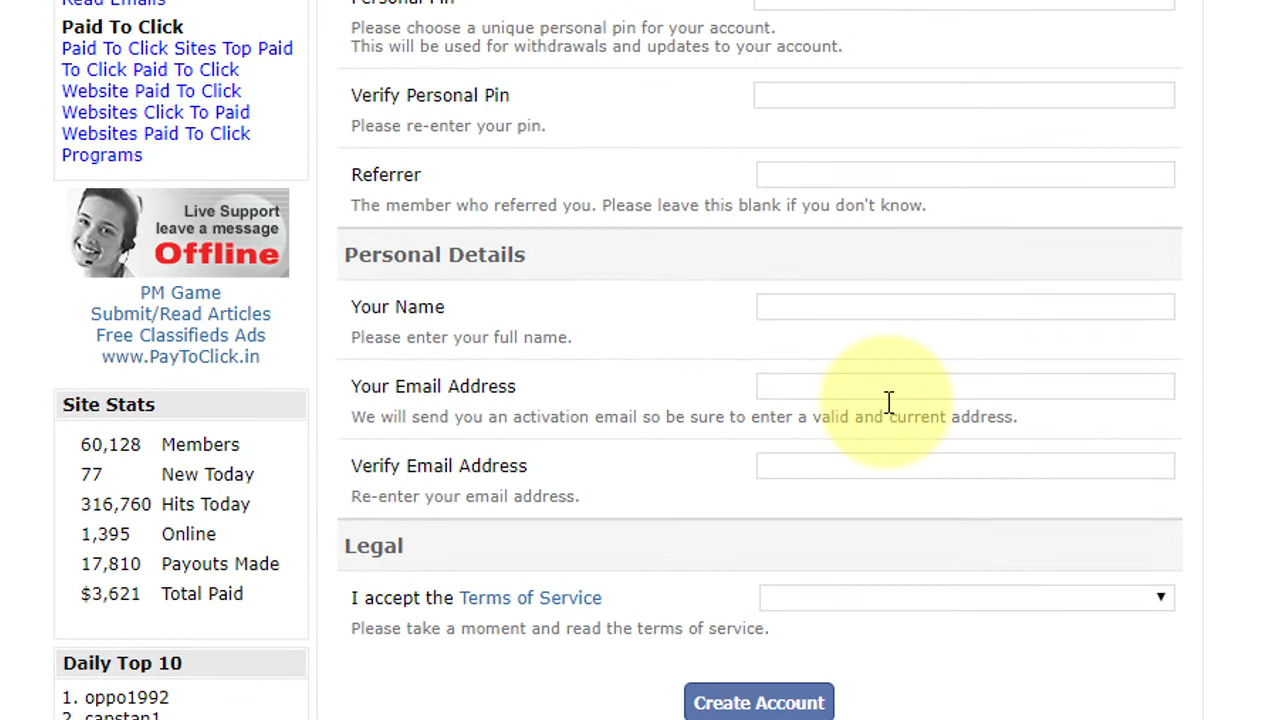 Read Emails
Paid To Click
Paid To Click Sites Top Paid
To Click Paid To Click
Website Paid To Click
Websites Click To Paid
Websites Paid To Click
Programs
Live Support
leave a message
Offline
PM Game
Submit/Read Articles
Free Classifieds Ads
www.PayToClick.in
Site Stats
60,128 Members
77 New Today
316,760 Hits Today
1,395 Online
17,810 Payouts Made
$3,621 Total Paid
Daily Top 10
1. oppo1992
2. capstan1
Personal Pin
Please choose a unique personal pin for your account.
This will be used for withdrawals and updates to your account.
Verify Personal Pin
Please re-enter your pin.
Referrer
The member who referred you. Please leave this blank if you don't know.
Personal Details
Your Name
Please enter your full name.
Your Email Address
We will send you an activation email so be sure to enter a valid and current address.
Verify Email Address
Re-enter your email address.
Legal
I accept the Terms of Service
Please take a moment and read the terms of service.
Create Account